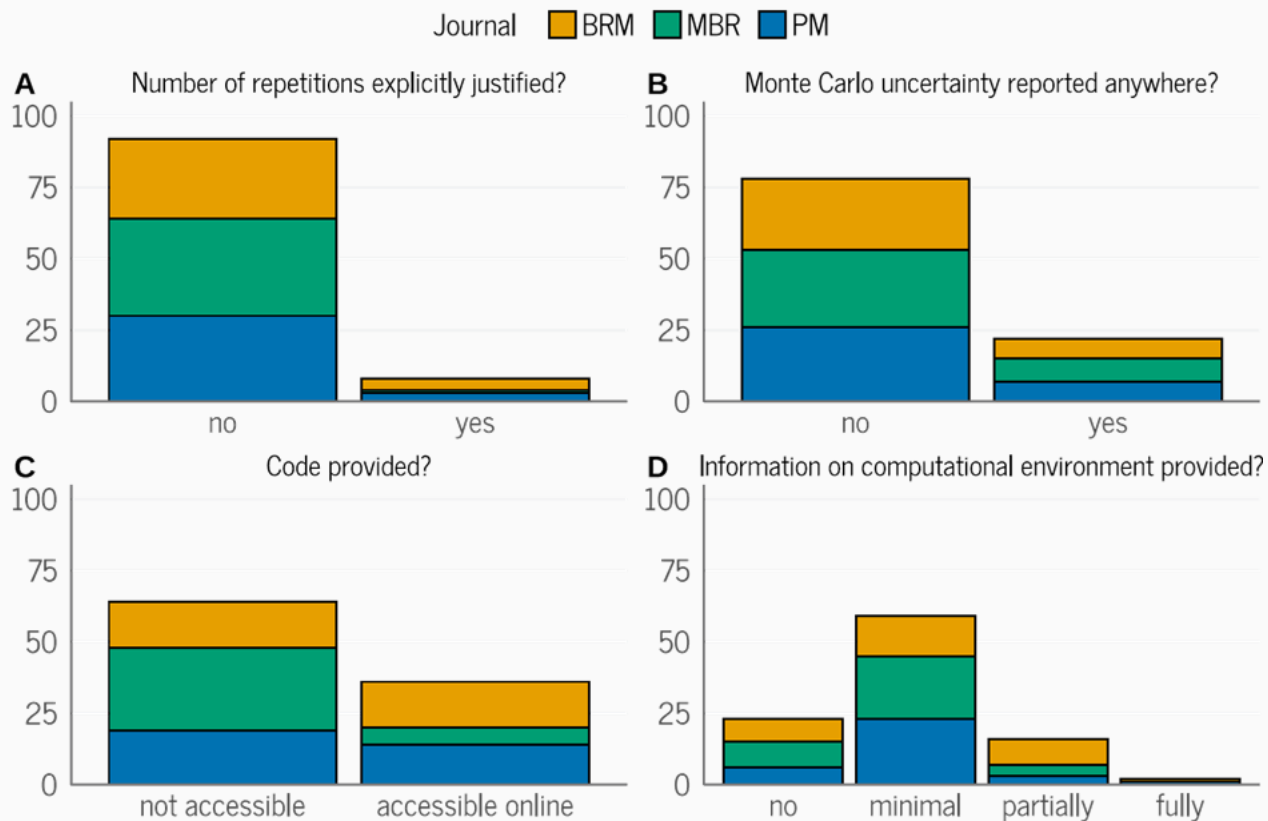 Journal BRM MBR PM
A Number of repetitions explicitly justified?
100
75
50
25
0
no yes
B Monte Carlo uncertainty reported anywhere?
100
75
50
25
0
no yes
C Code provided?
100
75
50
25
0
not accessible accessible online
D Information on computational environment provided?
100
75
50
25
0
no minimal partially fully